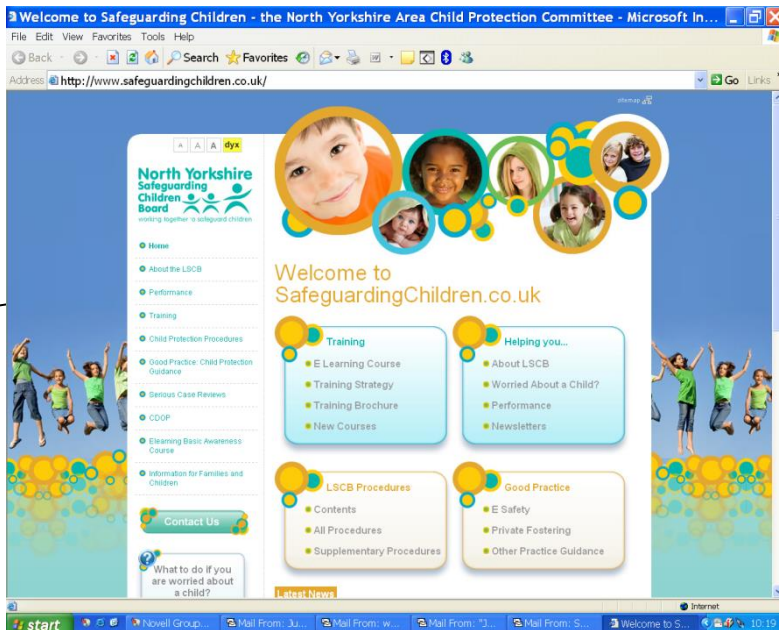 Welcome to Safeguarding Children - the North Yorkshire Area Child Protection Committee - Microsoft In...
File Edit View Favorites Tools Help
Back Search Favorites
Address http://www.safeguardingchildren.co.uk/ Go Links
sitemap
A A A dyx
North Yorkshire
Safeguarding
Children
Board
working together to safeguard children
Home
About the LSCB
Performance
Training
Child Protection Procedures
Good Practice: Child Protection
Guidance
Serious Case Reviews
CDOP
Elearning Basic Awareness
Course
Information for Families and
Children
Contact Us
What to do if you
are worried about
a child?
Welcome to
SafeguardingChildren.co.uk
Training
E Learning Course
Training Strategy
Training Brochure
New Courses
Helping you...
About LSCB
Worried About a Child?
Performance
Newsletters
LSCB Procedures
Contents
All Procedures
Supplementary Procedures
Good Practice
E Safety
Private Fostering
Other Practice Guidance
Latest News
Internet
start Novell Group... Mail From: Ju... Mail From: w... Mail From: "J... Mail From: S... Welcome to S... 10:19